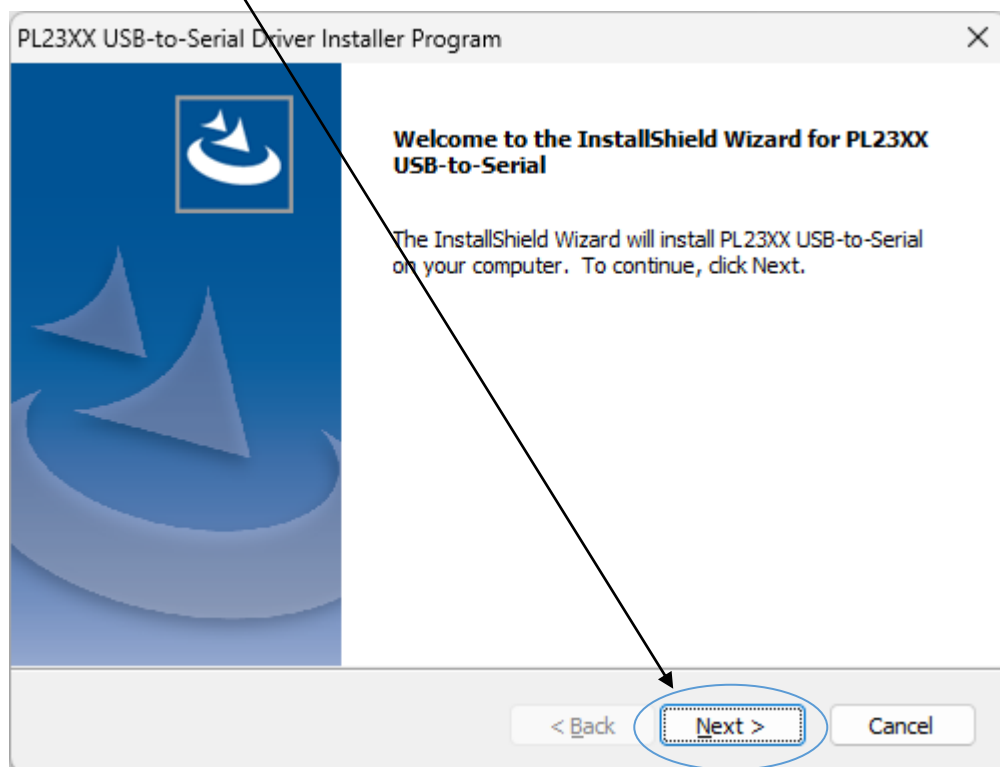 PL23XX USB-to-Serial Driver Installer Program
Welcome to the InstallShield Wizard for PL23XX
USB-to-Serial
The InstallShield Wizard will install PL23XX USB-to-Serial
on your computer.  To continue, click Next.
< Back
Next >
Cancel